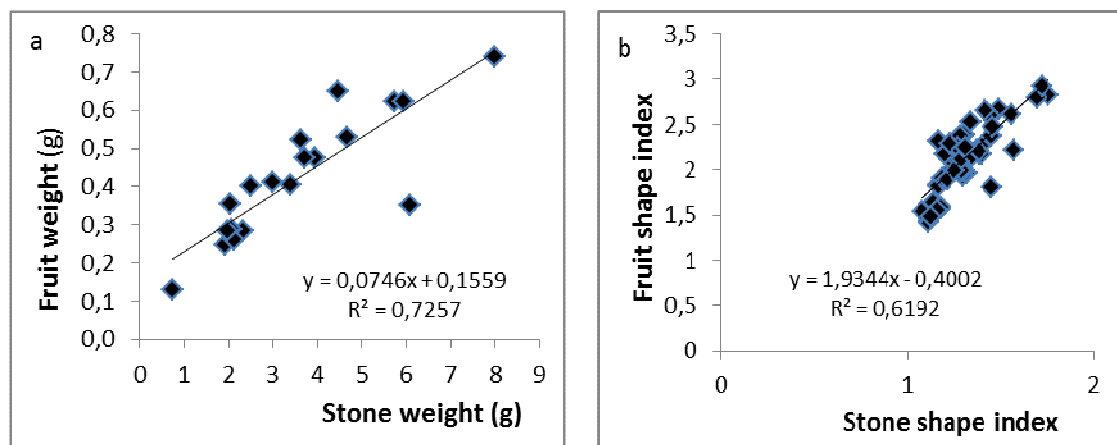 a
Fruit weight (g)
0,8
0,7
0,6
0,5
0,4
0,3
0,2
0,1
0,0
y = 0,0746x + 0,1559
R² = 0,7257
0 1 2 3 4 5 6 7 8 9
Stone weight (g)
b
Fruit shape index
3,5
3
2,5
2
1,5
1
0,5
0
y = 1,9344x - 0,4002
R² = 0,6192
0 1 2
Stone shape index